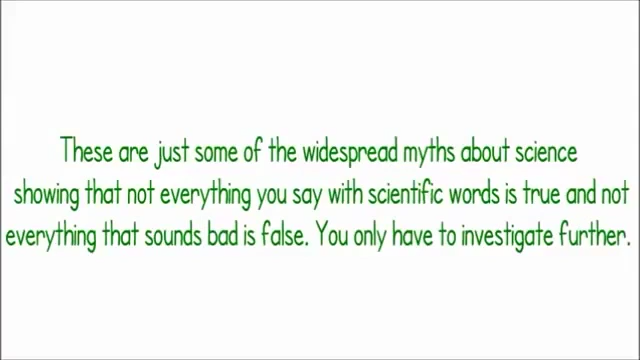 These are just some of the widespread myths about science
showing that not everything you say with scientific words is true and not
everything that sounds bad is false. You only have to investigate further.